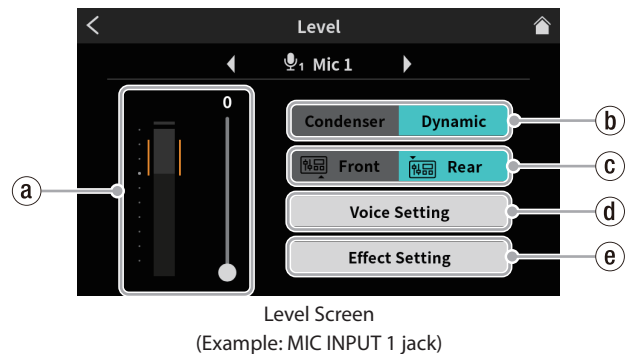 Level
1 Mic 1
0
Condenser Dynamic
Front Rear
Voice Setting
Effect Setting
a
b
c
d
e
Level Screen
(Example: MIC INPUT 1 jack)